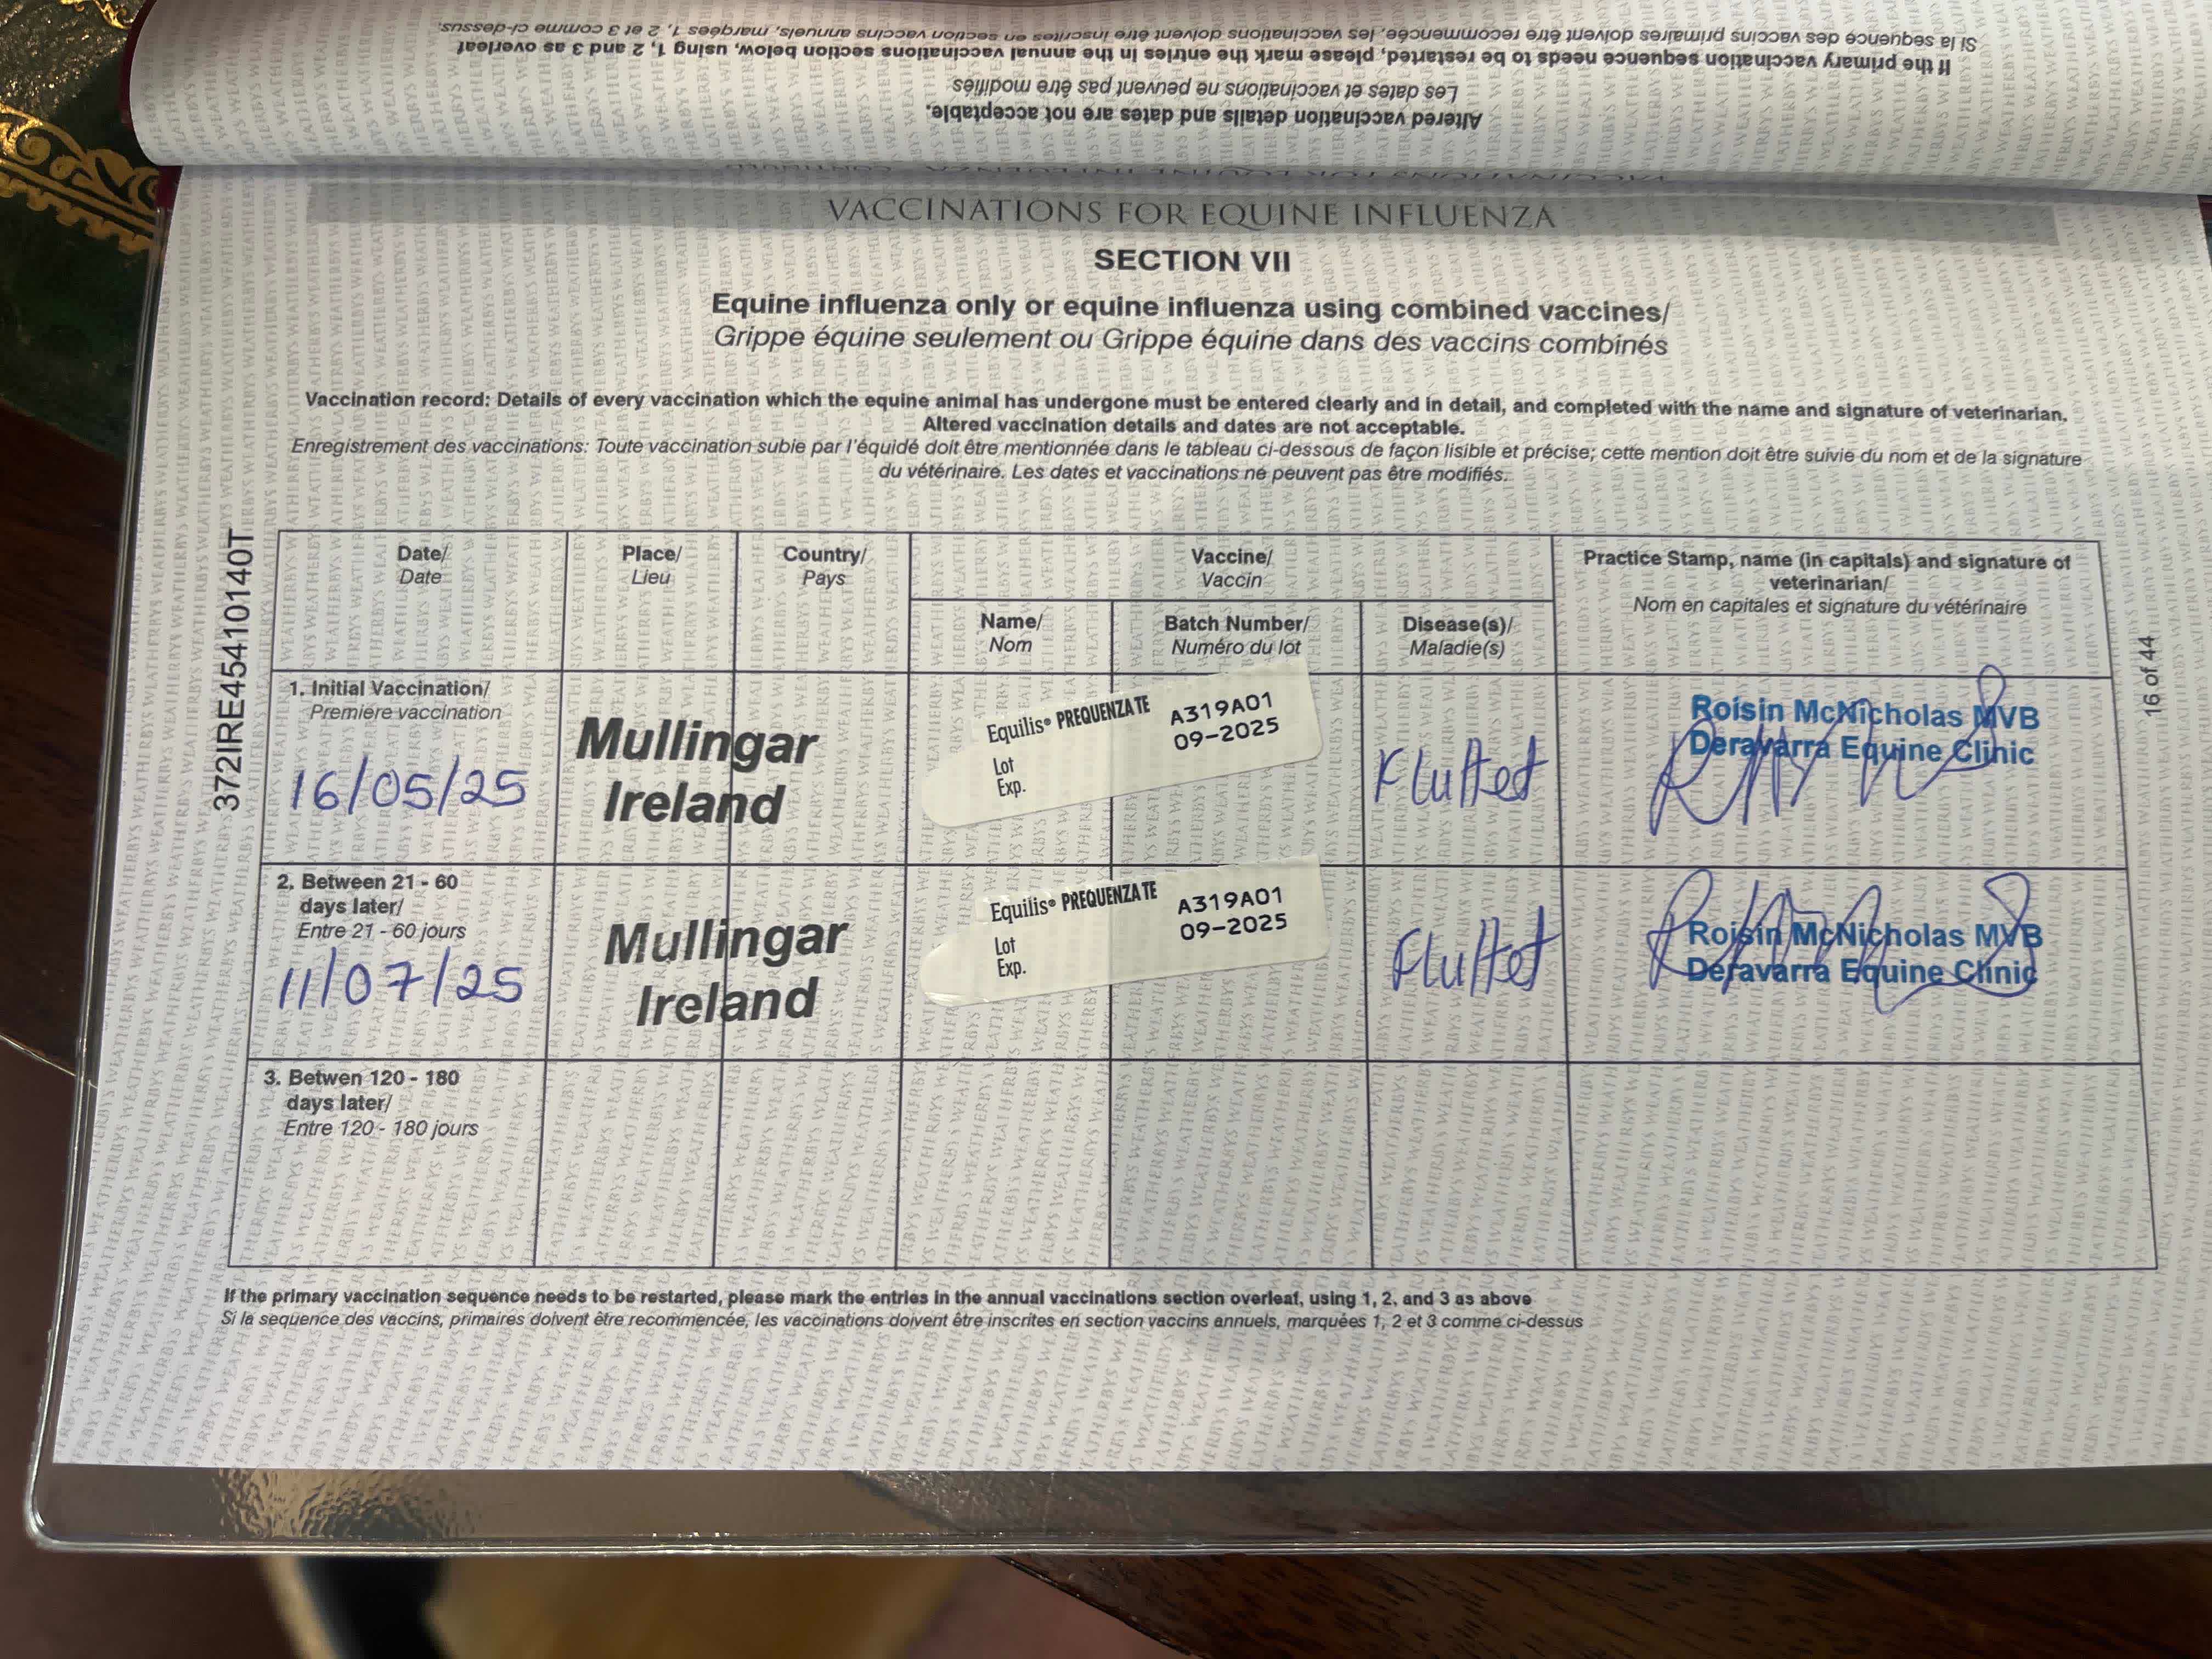 Si la sequence des vaccins primaires doivent être recommencée, les vaccinations doivent être inscrites en section vaccins annuels, marquées 1, 2 et 3 comme ci-dessus.
If the primary vaccination sequence needs to be restarted, please mark the entries in the annual vaccinations section below, using 1, 2 and 3 as overleaf
Les dates et vaccinations ne peuvent pas être modifiés
Altered vaccination details and dates are not acceptable.
VACCINATIONS FOR EQUINE INFLUENZA
SECTION VII
Equine influenza only or equine influenza using combined vaccines/
Grippe équine seulement ou Grippe équine dans des vaccins combinés
Vaccination record: Details of every vaccination which the equine animal has undergone must be entered clearly and in detail, and completed with the name and signature of veterinarian.
Altered vaccination details and dates are not acceptable.
Enregistrement des vaccinations: Toute vaccination subie par l'équidé doit être mentionnée dans le tableau ci-dessous de façon lisible et précise; cette mention doit être suivie du nom et de la signature
du vétérinaire. Les dates et vaccinations ne peuvent pas être modifiés.
372IRE45410140T
16 of 44
Date/
Date
Place/
Lieu
Country/
Pays
Vaccine/
Vaccin
Practice Stamp, name (in capitals) and signature of
veterinarian/
Nom en capitales et signature du vétérinaire
Name/
Nom
Batch Number/
Numéro du lot
Disease(s)/
Maladie(s)
1. Initial Vaccination/
Premiere vaccination
16/05/25
Mullingar
Ireland
Equilis® PREQUENZA TE
A319A01
09-2025
Lot
Exp.
Flu/tet
Roisin McNicholas MVB
Deravarra Equine Clinic
2. Between 21 - 60
days later/
Entre 21 - 60 jours
11/07/25
Mullingar
Ireland
Equilis® PREQUENZA TE
A319A01
09-2025
Lot
Exp.
Flu/tet
Roisin McNicholas MVB
Deravarra Equine Clinic
3. Betwen 120 - 180
days later/
Entre 120 - 180 jours
If the primary vaccination sequence needs to be restarted, please mark the entries in the annual vaccinations section overleaf, using 1, 2, and 3 as above
Si la sequence des vaccins, primaires doivent être recommencée, les vaccinations doivent être inscrites en section vaccins annuels, marquées 1, 2 et 3 comme ci-dessus